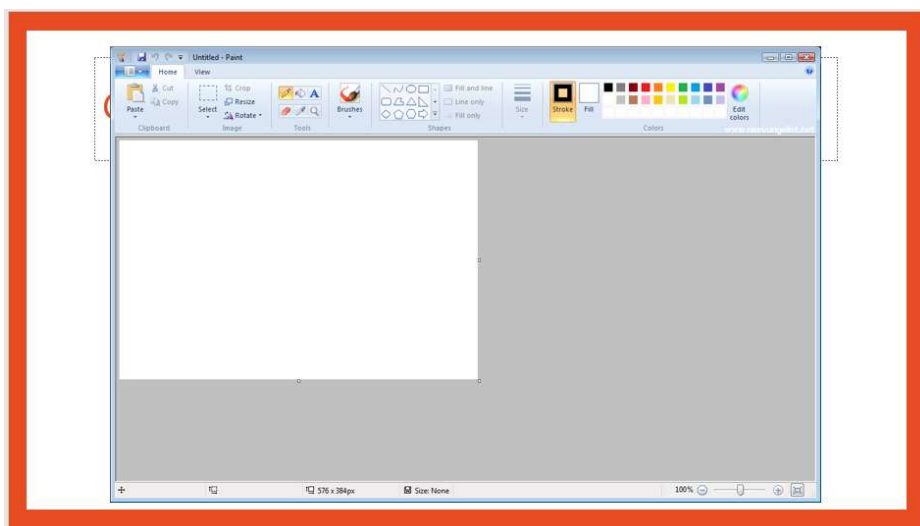 Untitled - Paint
Home View
Paste
Cut
Copy
Clipboard
Select
Crop
Resize
Rotate
Image
Tools
A
Brushes
Shapes
Fill and line
Line only
Fill only
Size
Stroke
Fill
Edit
colors
Colors
576 x 384px
Size: None
100%